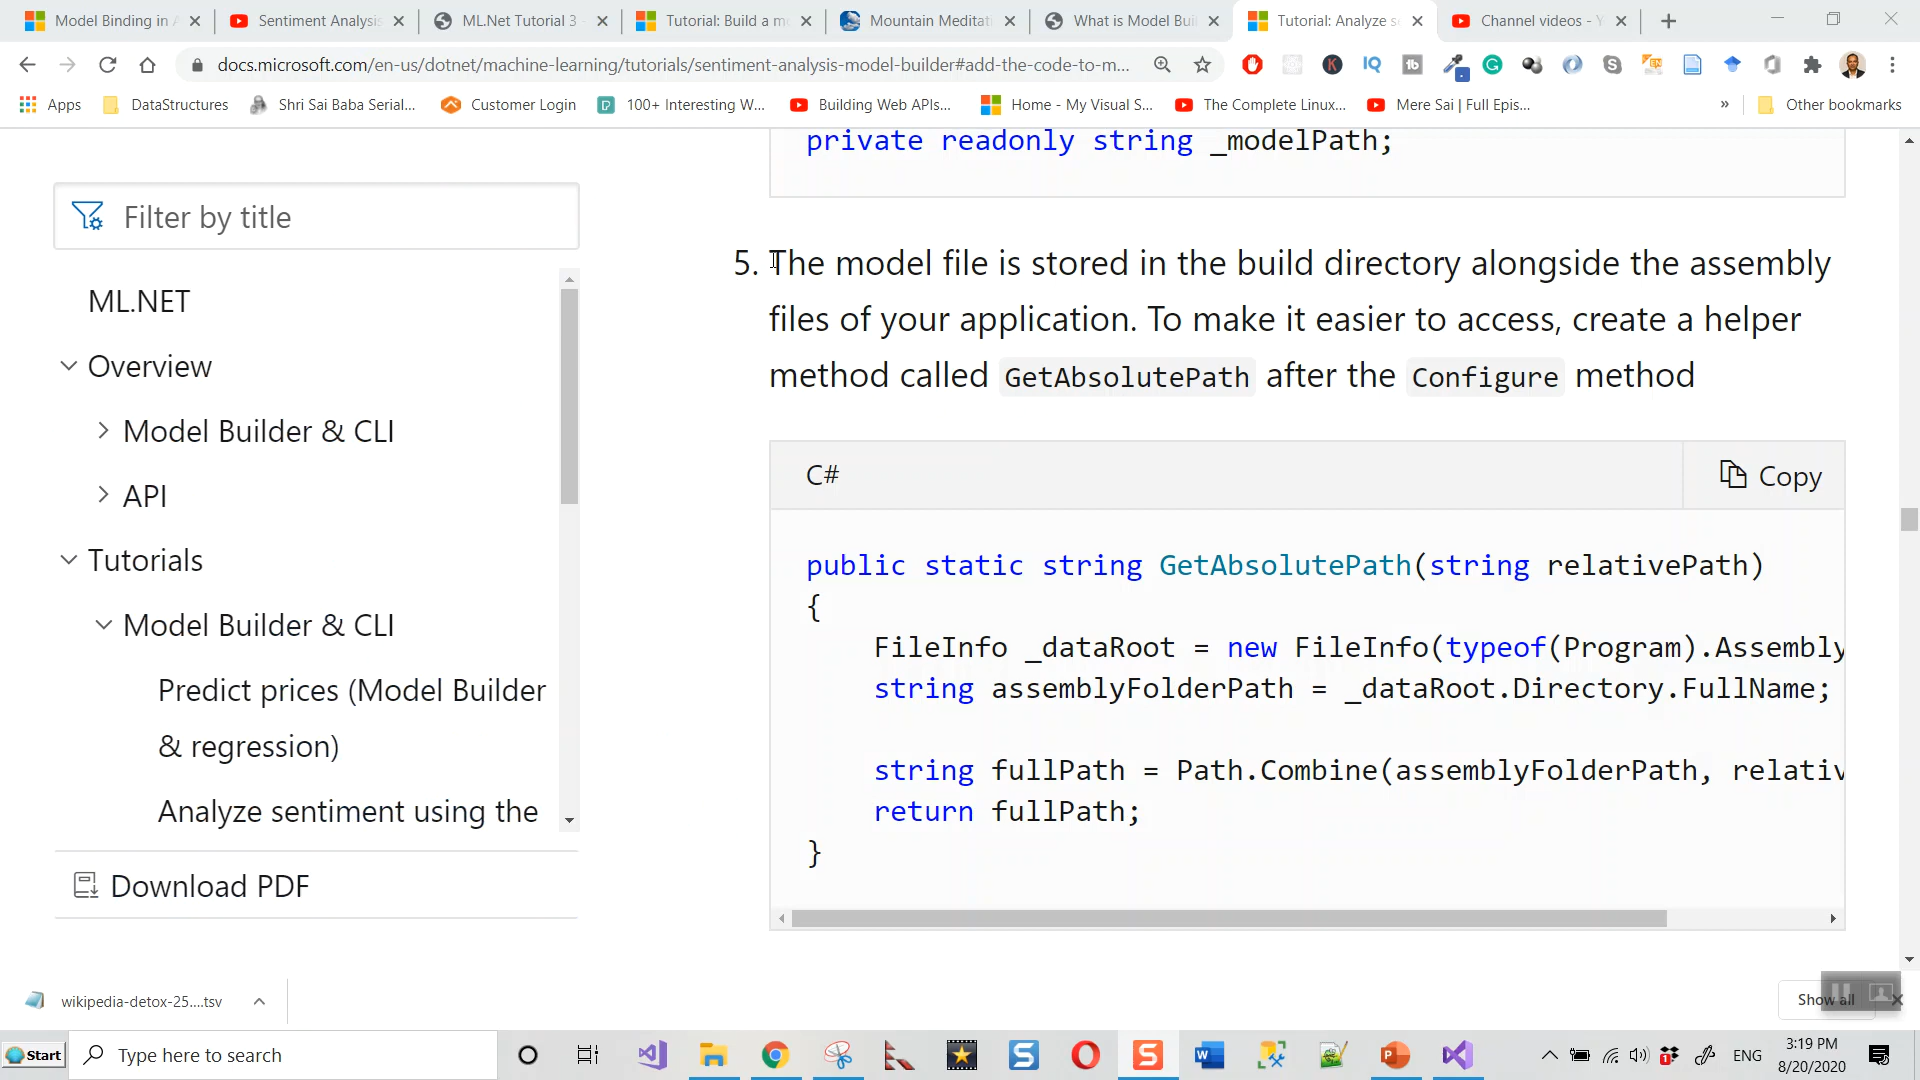 Model Binding in A
Sentiment Analysis
ML.Net Tutorial 3 -
Tutorial: Build a m
Mountain Meditati
What is Model Buil
Tutorial: Analyze s
Channel videos - Y
docs.microsoft.com/en-us/dotnet/machine-learning/tutorials/sentiment-analysis-model-builder#add-the-code-to-m...
Apps
DataStructures
Shri Sai Baba Serial...
Customer Login
100+ Interesting W...
Building Web APIs...
Home - My Visual S...
The Complete Linux...
Mere Sai | Full Epis...
»
Other bookmarks
private readonly string _modelPath;
Filter by title
ML.NET
Overview
Model Builder & CLI
API
Tutorials
Model Builder & CLI
Predict prices (Model Builder
& regression)
Analyze sentiment using the
Download PDF
5. The model file is stored in the build directory alongside the assembly
files of your application. To make it easier to access, create a helper
method called GetAbsolutePath after the Configure method
C#
Copy
public static string GetAbsolutePath(string relativePath)
{
FileInfo _dataRoot = new FileInfo(typeof(Program).Assembly
string assemblyFolderPath = _dataRoot.Directory.FullName;
string fullPath = Path.Combine(assemblyFolderPath, relativ
return fullPath;
}
wikipedia-detox-25....tsv
Show all
Start
Type here to search
ENG
3:19 PM
8/20/2020